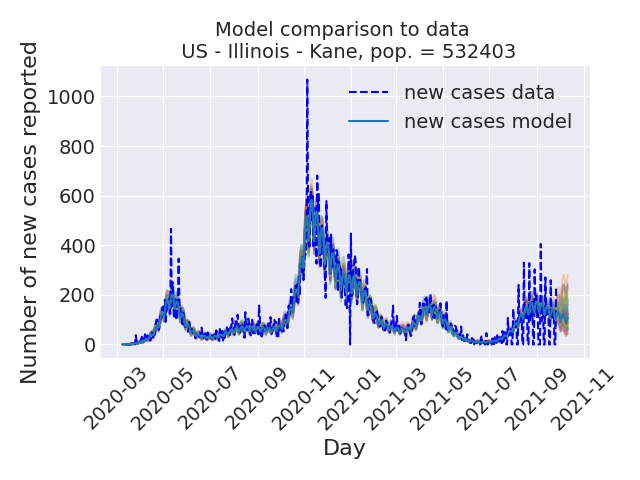 Model comparison to data
US - Illinois - Kane, pop. = 532403
Number of new cases reported
1000
800
600
400
200
0
new cases data
new cases model
2020-03
2020-05
2020-07
2020-09
2020-11
2021-01
2021-03
2021-05
2021-07
2021-09
2021-11
Day